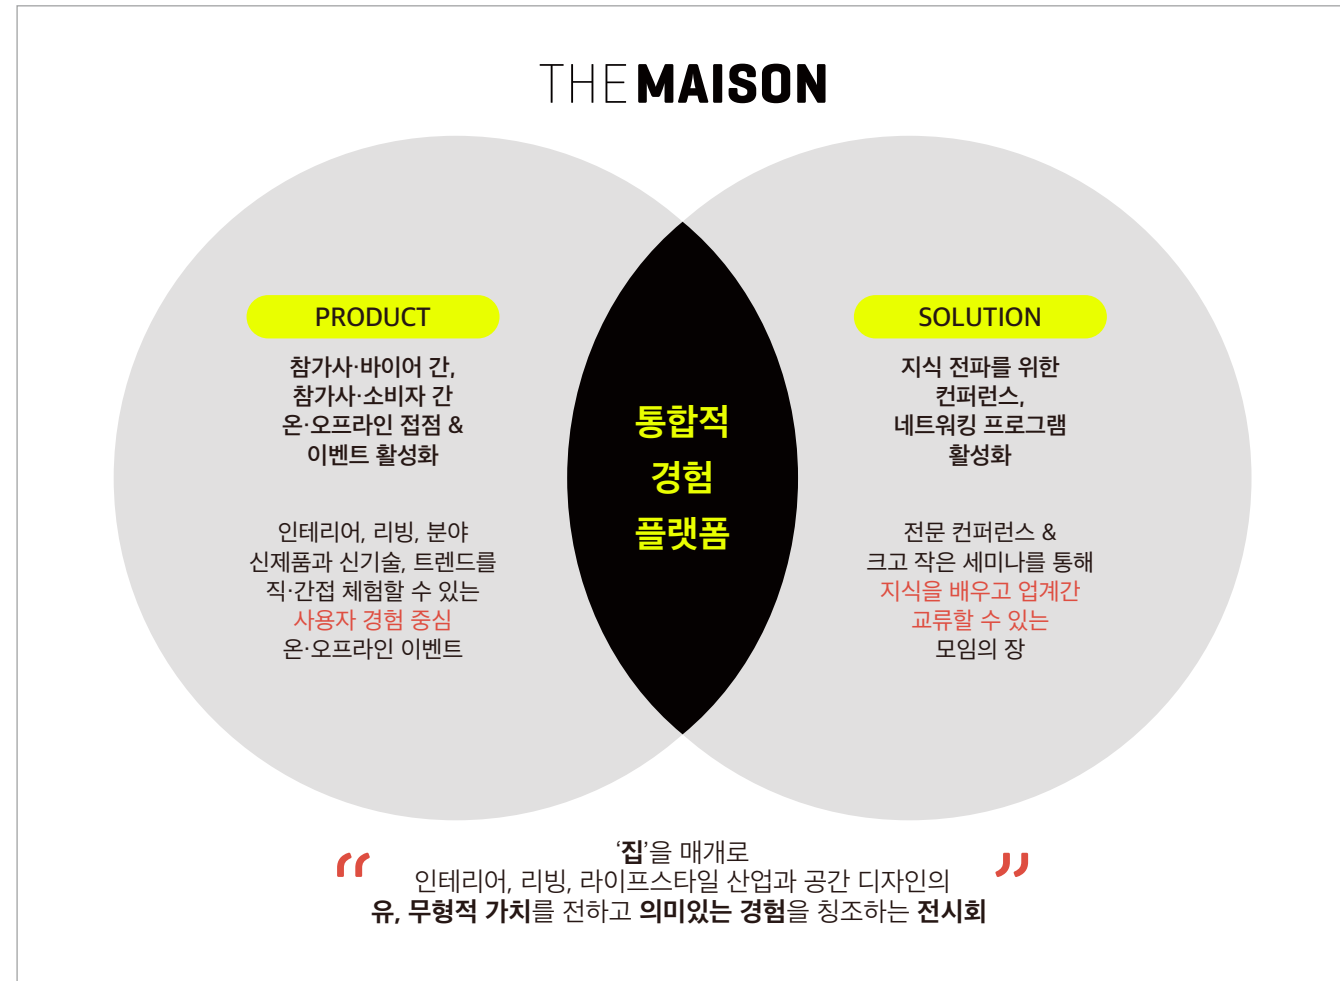 THE MAISON
PRODUCT
참가사·바이어 간,
참가사·소비자 간
온·오프라인 접점 &
이벤트 활성화
인테리어, 리빙, 분야
신제품과 신기술, 트렌드를
직·간접 체험할 수 있는
사용자 경험 중심
온·오프라인 이벤트
통합적
경험
플랫폼
SOLUTION
지식 전파를 위한
컨퍼런스,
네트워킹 프로그램
활성화
전문 컨퍼런스 &
크고 작은 세미나를 통해
지식을 배우고 업계간
교류할 수 있는
모임의 장
“ ‘집’을 매개로 ”
인테리어, 리빙, 라이프스타일 산업과 공간 디자인의
유, 무형적 가치를 전하고 의미있는 경험을 칭조하는 전시회